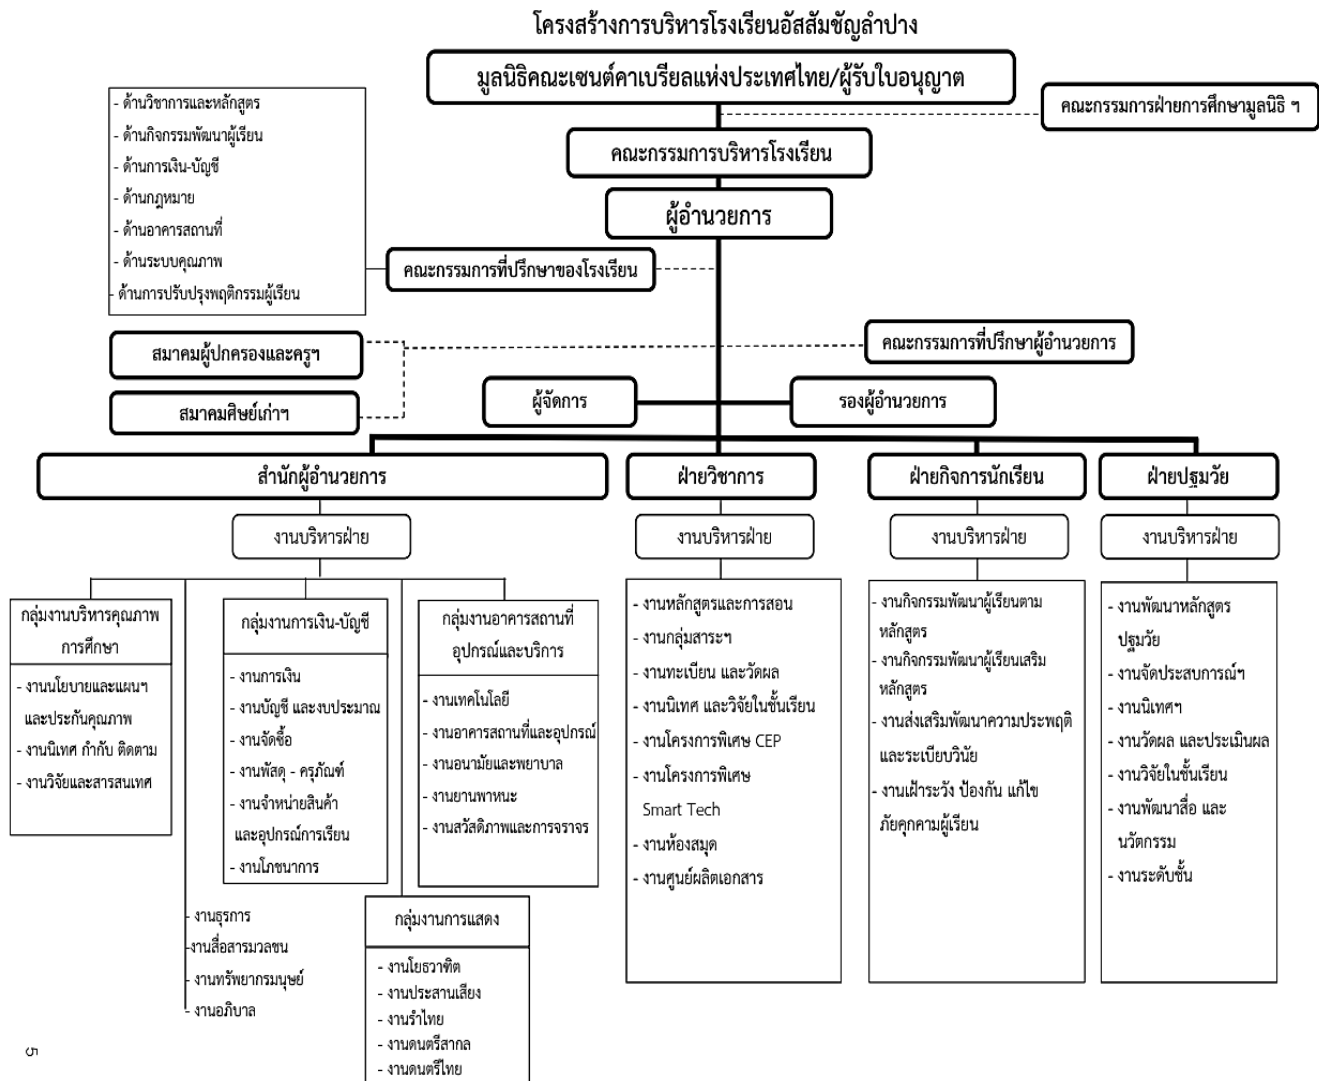 โครงสร้างการบริหารโรงเรียนอัสสัมชัญลำปาง
มูลนิธิคณะเซนต์คาเบรียลแห่งประเทศไทย/ผู้รับใบอนุญาต
คณะกรรมการฝ่ายการศึกษามูลนิธิ ฯ
คณะกรรมการบริหารโรงเรียน
ผู้อำนวยการ
- ด้านวิชาการและหลักสูตร
- ด้านกิจกรรมพัฒนาผู้เรียน
- ด้านการเงิน-บัญชี
- ด้านกฎหมาย
- ด้านอาคารสถานที่
- ด้านระบบคุณภาพ
- ด้านการปรับปรุงพฤติกรรมผู้เรียน
คณะกรรมการที่ปรึกษาของโรงเรียน
สมาคมผู้ปกครองและครูฯ
คณะกรรมการที่ปรึกษาผู้อำนวยการ
สมาคมศิษย์เก่าฯ
ผู้จัดการ
รองผู้อำนวยการ
สำนักผู้อำนวยการ
ฝ่ายวิชาการ
ฝ่ายกิจการนักเรียน
ฝ่ายปฐมวัย
งานบริหารฝ่าย
งานบริหารฝ่าย
งานบริหารฝ่าย
งานบริหารฝ่าย
กลุ่มงานบริหารคุณภาพ
การศึกษา
- งานนโยบายและแผนฯ
และประกันคุณภาพ
- งานนิเทศ กำกับ ติดตาม
- งานวิจัยและสารสนเทศ
กลุ่มงานการเงิน-บัญชี
- งานการเงิน
- งานบัญชี และงบประมาณ
- งานจัดซื้อ
- งานพัสดุ - ครุภัณฑ์
- งานจำหน่ายสินค้า
และอุปกรณ์การเรียน
- งานโภชนาการ
กลุ่มงานอาคารสถานที่
อุปกรณ์และบริการ
- งานเทคโนโลยี
- งานอาคารสถานที่และอุปกรณ์
- งานอนามัยและพยาบาล
- งานยานพาหนะ
- งานสวัสดิภาพและการจราจร
- งานหลักสูตรและการสอน
- งานกลุ่มสาระฯ
- งานทะเบียน และวัดผล
- งานนิเทศ และวิจัยในชั้นเรียน
- งานโครงการพิเศษ CEP
- งานโครงการพิเศษ
Smart Tech
- งานห้องสมุด
- งานศูนย์ผลิตเอกสาร
- งานกิจกรรมพัฒนาผู้เรียนตาม
หลักสูตร
- งานกิจกรรมพัฒนาผู้เรียนเสริม
หลักสูตร
- งานส่งเสริมพัฒนาความประพฤติ
และระเบียบวินัย
- งานเฝ้าระวัง ป้องกัน แก้ไข
ภัยคุกคามผู้เรียน
- งานพัฒนาหลักสูตร
ปฐมวัย
- งานจัดประสบการณ์ฯ
- งานนิเทศฯ
- งานวัดผล และประเมินผล
- งานวิจัยในชั้นเรียน
- งานพัฒนาสื่อ และ
นวัตกรรม
- งานระดับชั้น
- งานธุรการ
-งานสื่อสารมวลชน
- งานทรัพยากรมนุษย์
- งานอภิบาล
กลุ่มงานการแสดง
- งานโยธวาฑิต
- งานประสานเสียง
- งานรำไทย
- งานดนตรีสากล
- งานดนตรีไทย
5